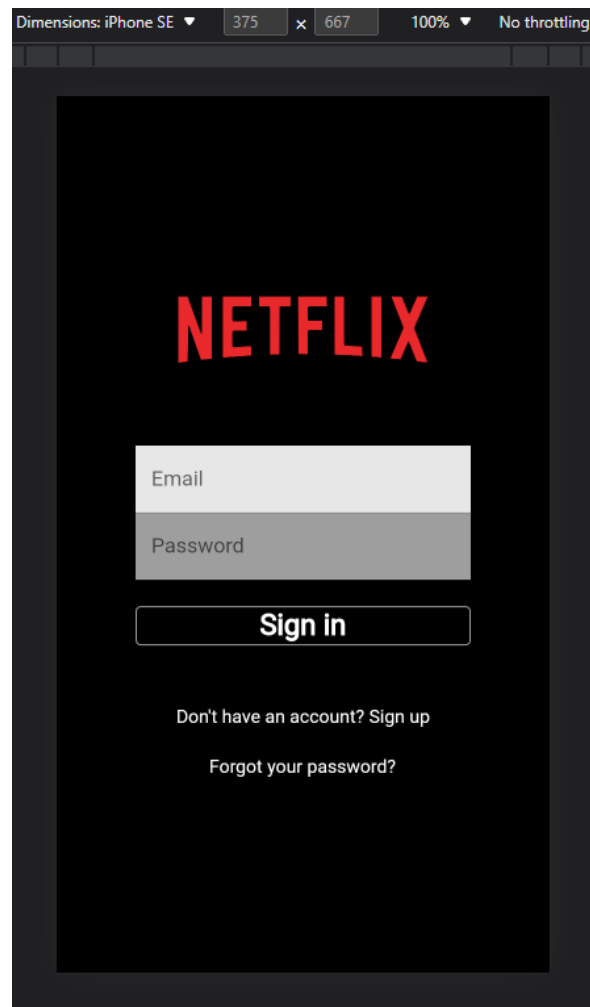 Dimensions: iPhone SE ▼ 375 × 667 100% ▼ No throttling
NETFLIX
Email
Password
Sign in
Don't have an account? Sign up
Forgot your password?